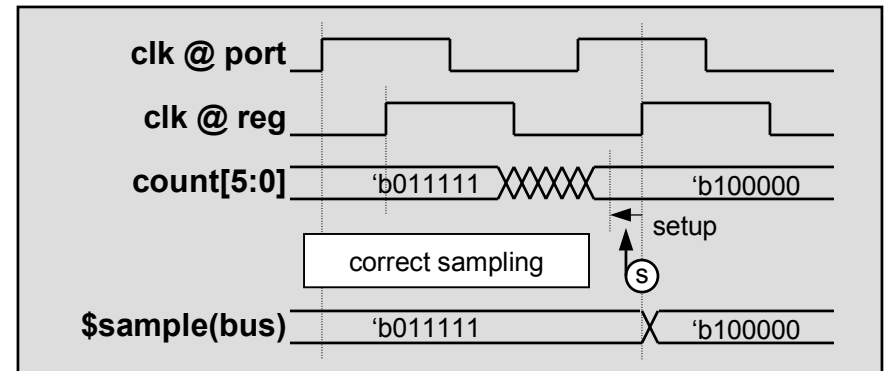 clk @ port
clk @ reg
count[5:0] ‘b011111 ‘b100000
setup
correct sampling
S
$sample(bus) ‘b011111 ‘b100000